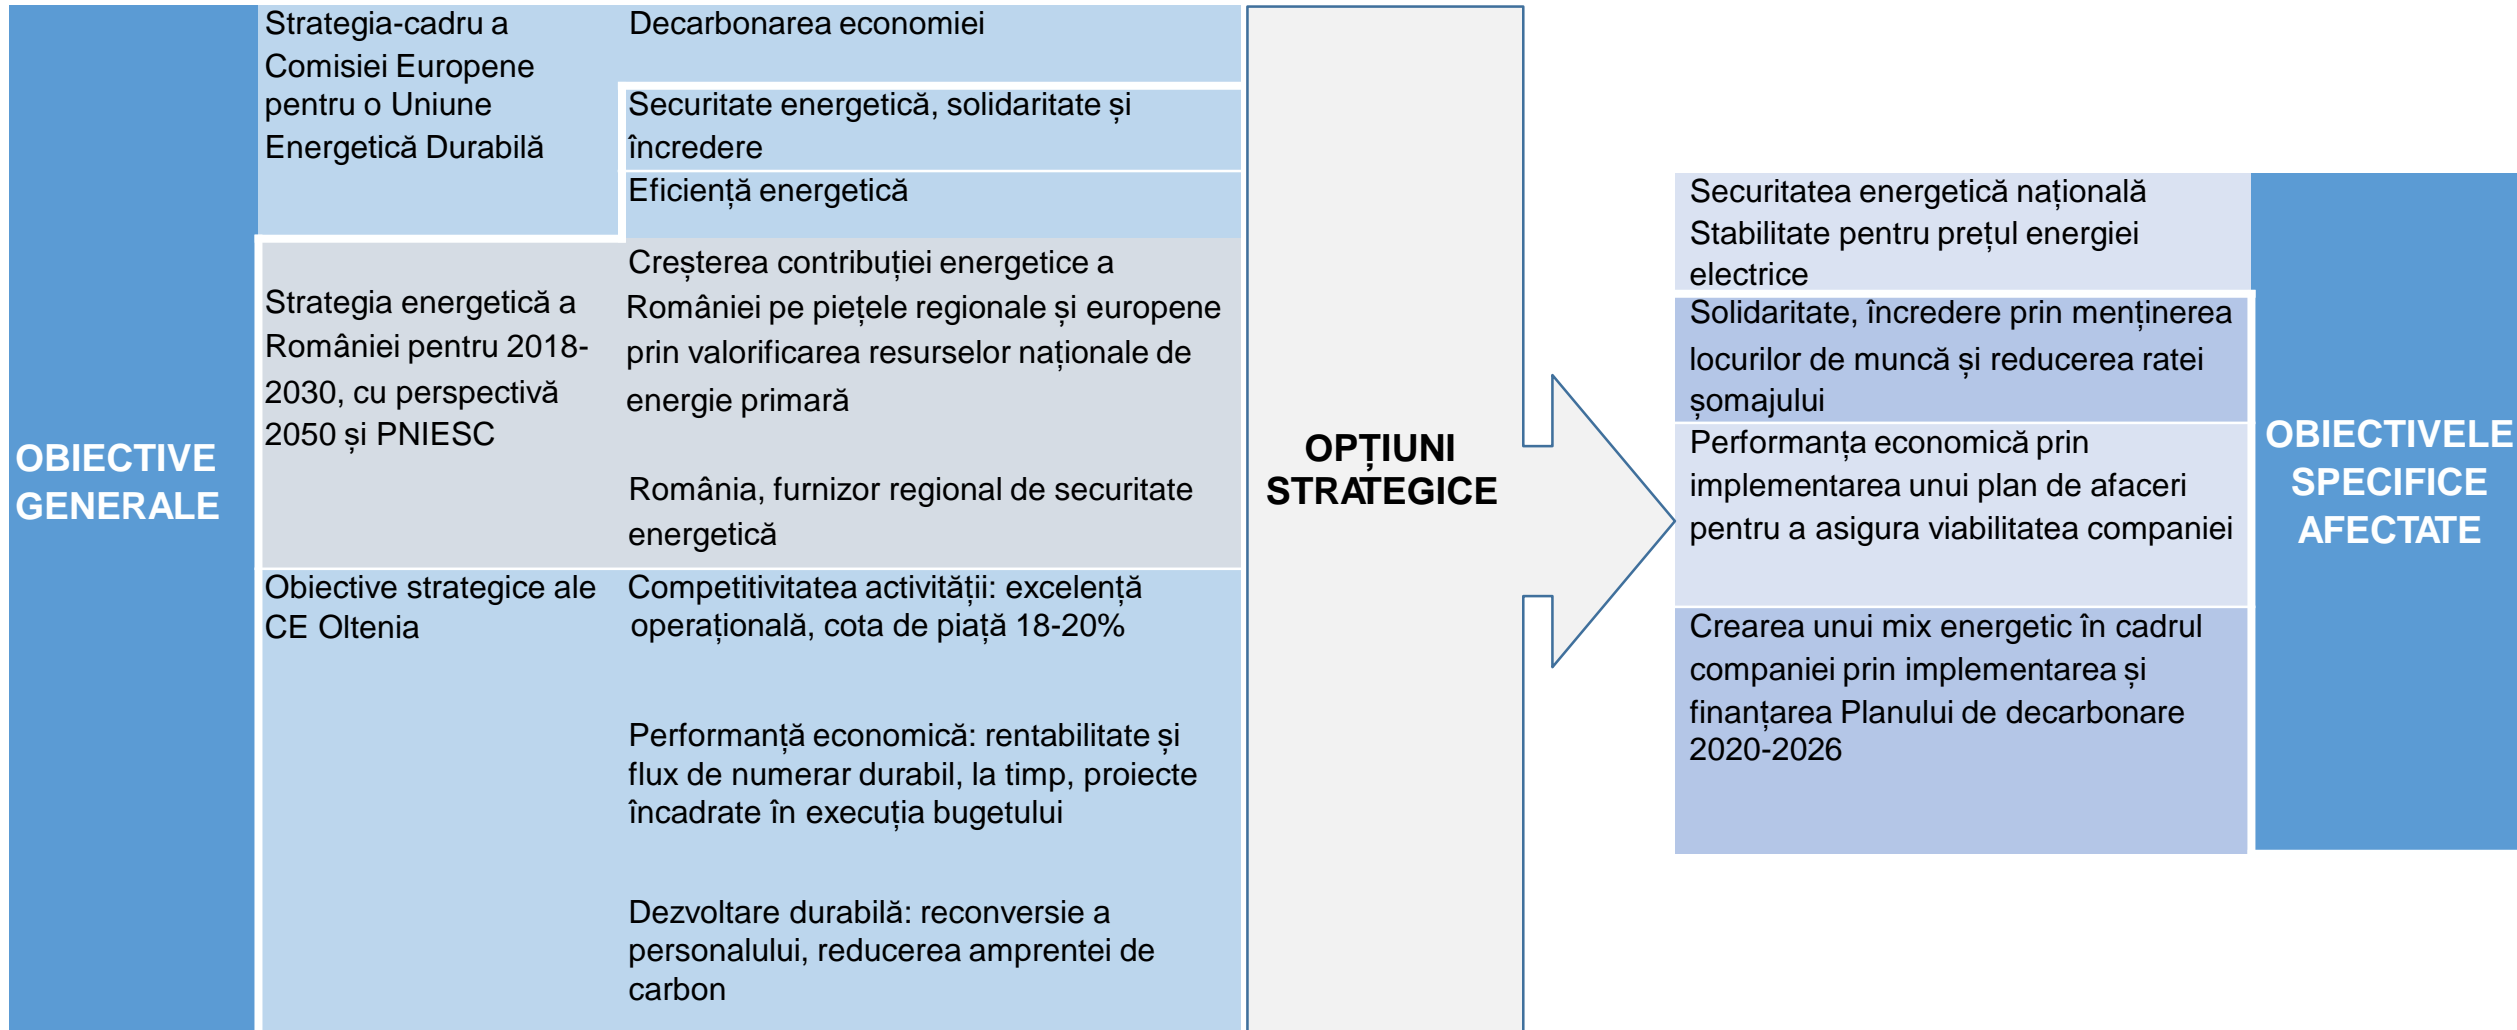 OBIECTIVE
GENERALE
Strategia-cadru a
Comisiei Europene
pentru o Uniune
Energetică Durabilă
Decarbonarea economiei
Securitate energetică, solidaritate și
încredere
Eficiență energetică
Strategia energetică a
României pentru 2018-
2030, cu perspectivă
2050 și PNIESC
Creșterea contribuției energetice a
României pe piețele regionale și europene
prin valorificarea resurselor naționale de
energie primară
România, furnizor regional de securitate
energetică
Obiective strategice ale
CE Oltenia
Competitivitatea activității: excelență
operațională, cota de piață 18-20%
Performanță economică: rentabilitate și
flux de numerar durabil, la timp, proiecte
încadrate în execuția bugetului
Dezvoltare durabilă: reconversie a
personalului, reducerea amprentei de
carbon
OPȚIUNI
STRATEGICE
Securitatea energetică națională
Stabilitate pentru prețul energiei
electrice
Solidaritate, încredere prin menținerea
locurilor de muncă și reducerea ratei
șomajului
Performanța economică prin
implementarea unui plan de afaceri
pentru a asigura viabilitatea companiei
Crearea unui mix energetic în cadrul
companiei prin implementarea și
finanțarea Planului de decarbonare
2020-2026
OBIECTIVELE
SPECIFICE
AFECTATE